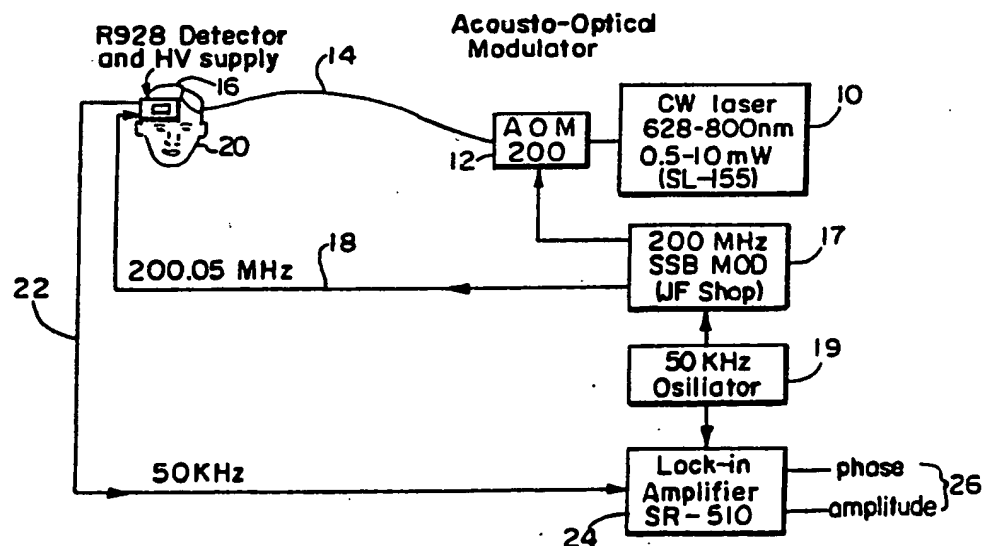 R928 Detector
and HV supply
16
14
Acousto-Optical
Modulator
20
A O M
200
12
CW laser
628-800nm
0.5-10 mW
(SL-155)
10
200 MHz
SSB MOD
(JF Shop)
17
200.05 MHz
18
22
50 KHz
Osiliator
19
50KHz
Lock-in
Amplifier
SR-510
24
phase
amplitude
26